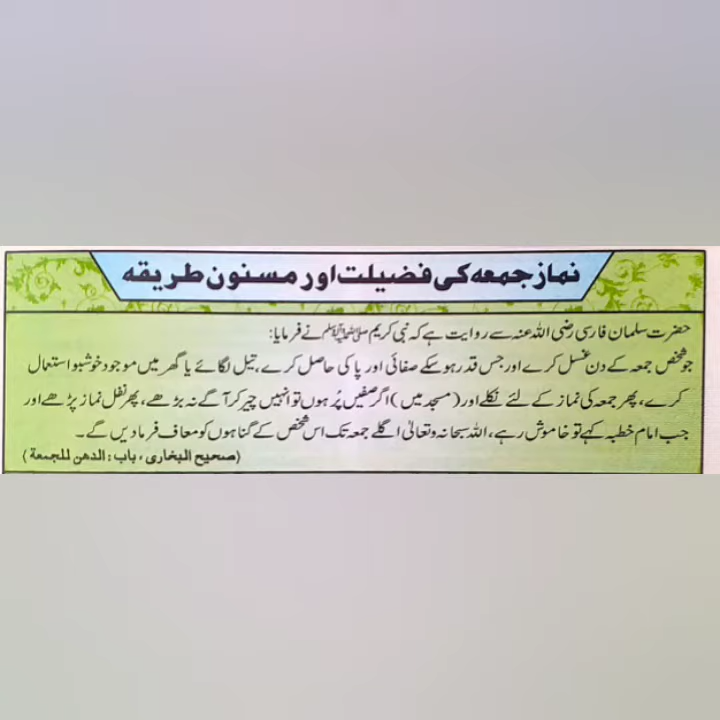 نماز جمعہ کی فضیلت اور مسنون طریقہ
حضرت سلمان فارسی رضی اللہ عنہ سے روایت ہے کہ نبی کریم صلی اللہ علیہ وسلم نے فرمایا:
جو شخص جمعہ کے دن غسل کرے اور جس قدر ہو سکے صفائی اور پاکی حاصل کرے، تیل لگائے یا گھر میں موجود خوشبو استعمال
کرے، پھر جمعہ کی نماز کے لئے نکلے اور (مسجد میں) اگر صفیں پُر ہوں تو انہیں چیر کر آگے نہ بڑھے، پھر نفل نماز پڑھے اور
جب امام خطبہ کہے تو خاموش رہے، اللہ سبحانہ وتعالیٰ اگلے جمعہ تک اس شخص کے گناہوں کو معاف فرما دیں گے۔
(صحیح البخاری، باب: الدهن للجمعة)